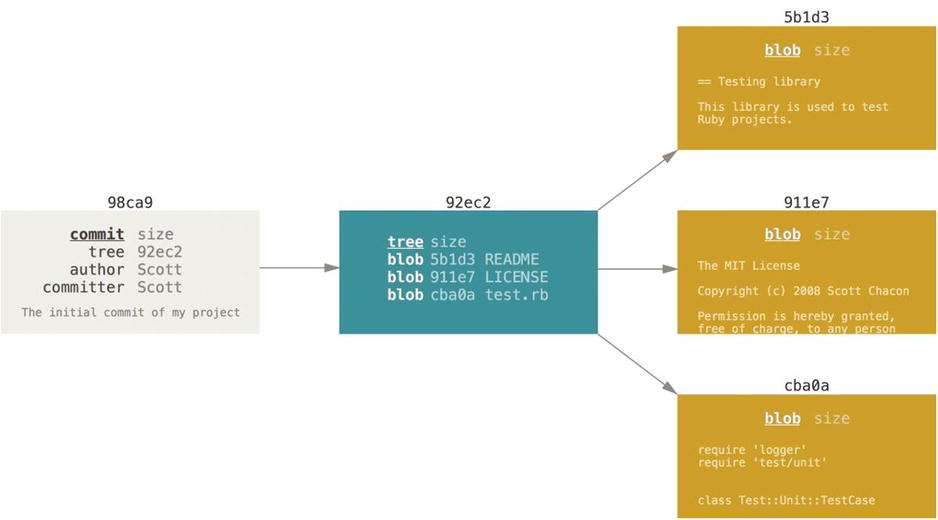 98ca9
commit size
tree 92ec2
author Scott
committer Scott
The initial commit of my project
92ec2
tree size
blob 5b1d3 README
blob 911e7 LICENSE
blob cba0a test.rb
5b1d3
blob size
== Testing library
This library is used to test
Ruby projects.
911e7
blob size
The MIT License
Copyright (c) 2008 Scott Chacon
Permission is hereby granted,
free of charge, to any person
cba0a
blob size
require 'logger'
require 'test/unit'
class Test::Unit::TestCase